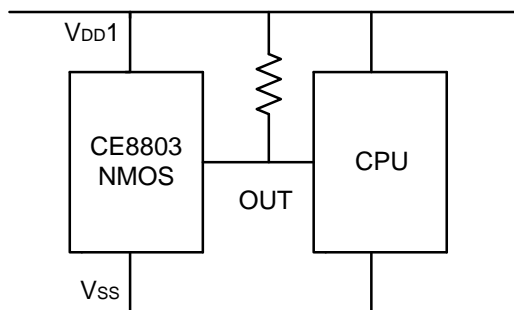 VDD1
CE8803
NMOS
CPU
OUT
VSS